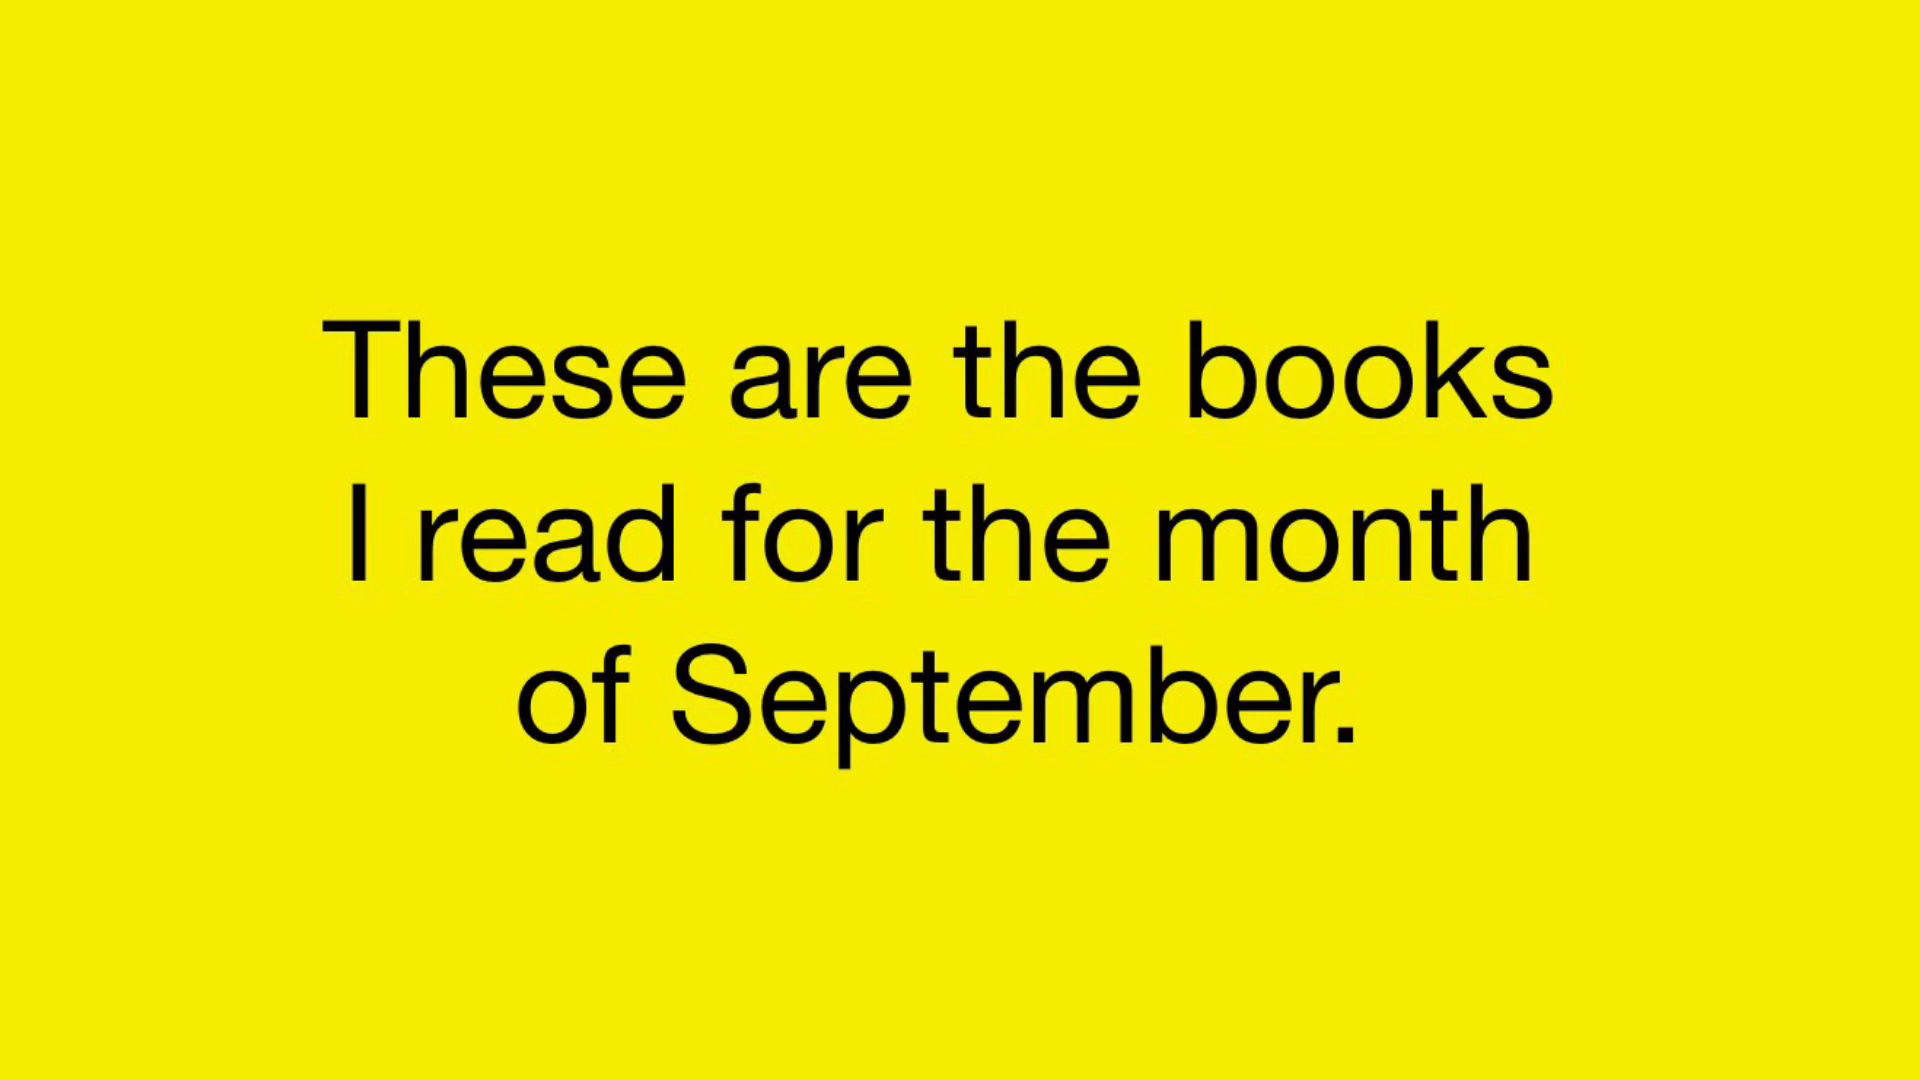 These are the books
I read for the month
of September.